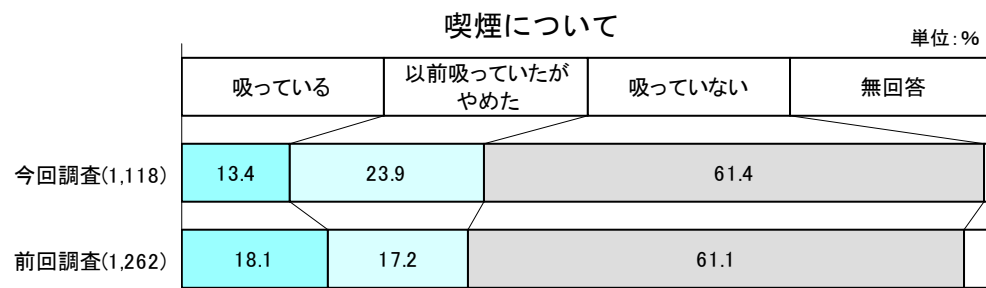 喫煙について
単位:%
吸っている
以前吸っていたが
やめた
吸っていない
無回答
今回調査(1,118)
13.4
23.9
61.4
前回調査(1,262)
18.1
17.2
61.1